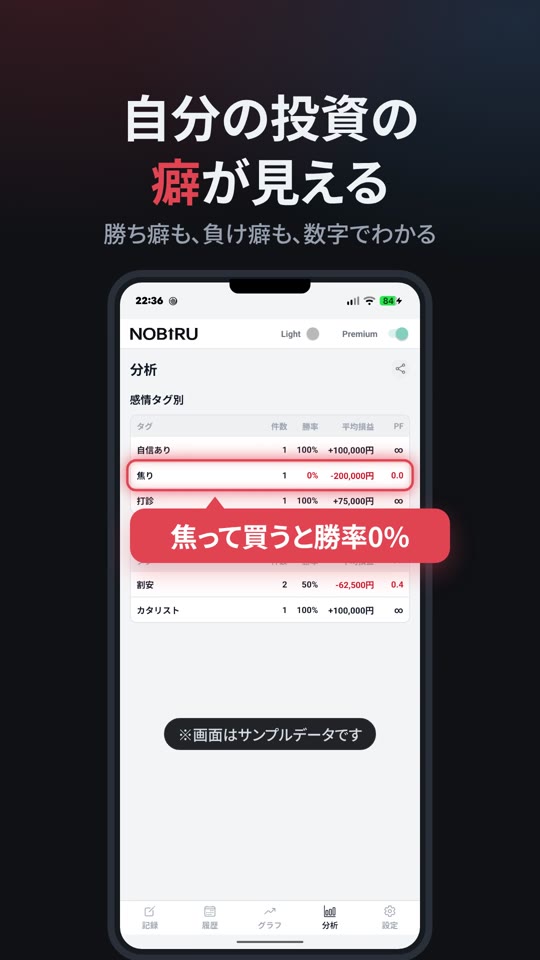 自分の投資の
癖が見える
勝ち癖も、負け癖も、数字でわかる
22:36
84
NOBIRU
Light
Premium
分析
感情タグ別
タグ 件数 勝率 平均損益 PF
自信あり 1 100% +100,000円 ∞
焦り 1 0% -200,000円 0.0
打診 1 100% +75,000円 ∞
焦って買うと勝率0%
割安 2 50% -62,500円 0.4
カタリスト 1 100% +100,000円 ∞
※画面はサンプルデータです
記録 履歴 グラフ 分析 設定